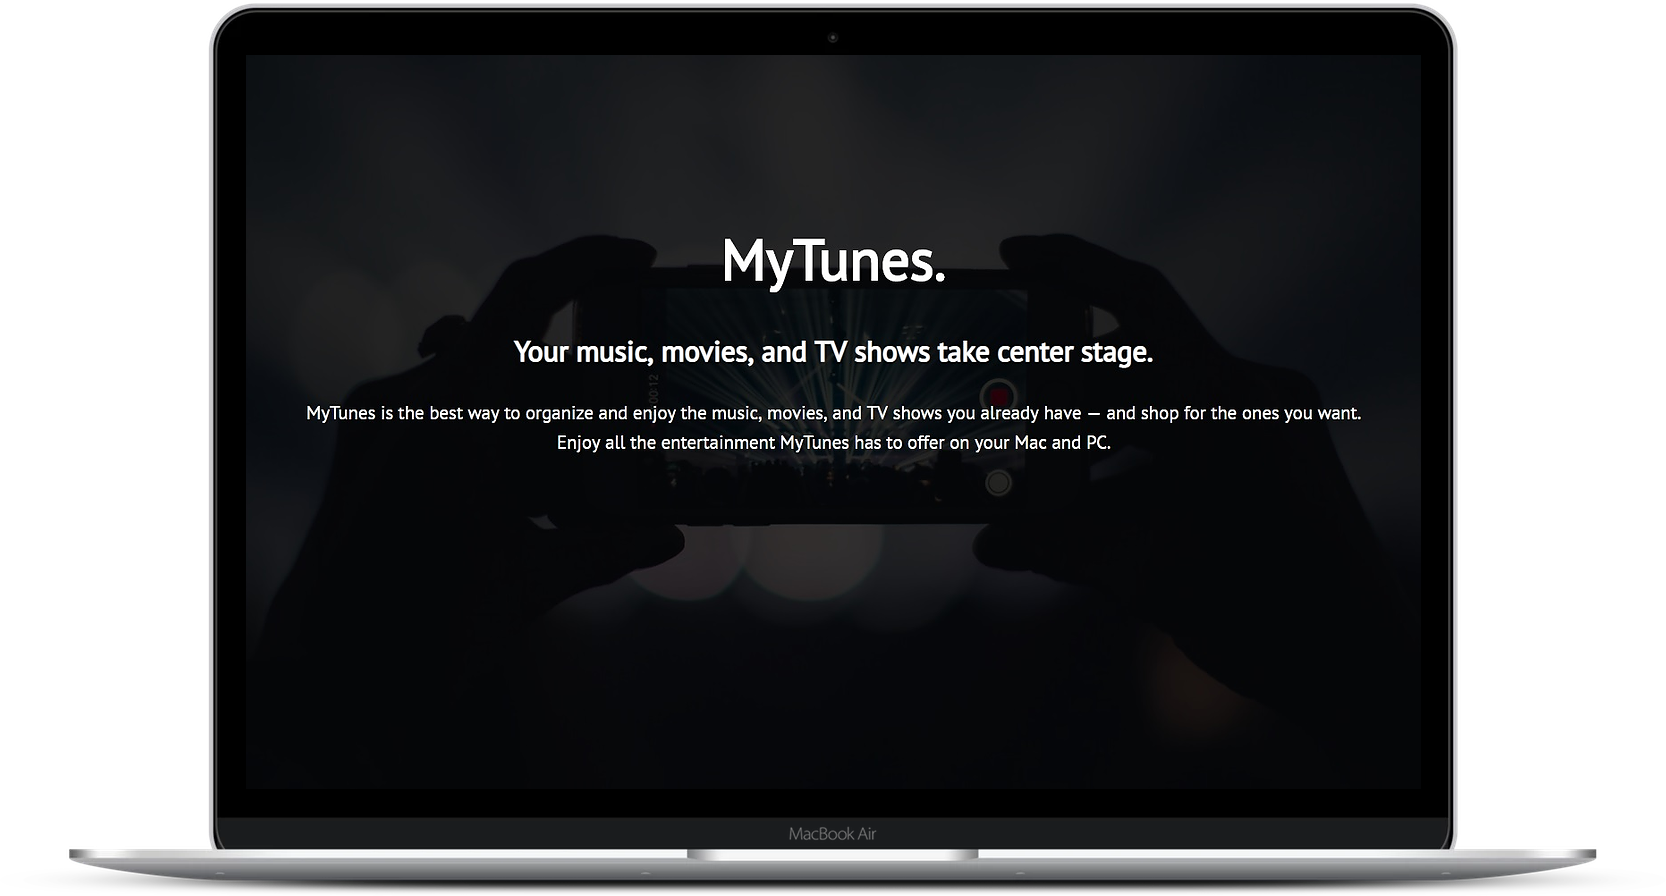 MyTunes.
Your music, movies, and TV shows take center stage.
00:12
MyTunes is the best way to organize and enjoy the music, movies, and TV shows you already have – and shop for the ones you want.
Enjoy all the entertainment MyTunes has to offer on your Mac and PC.
MacBook Air